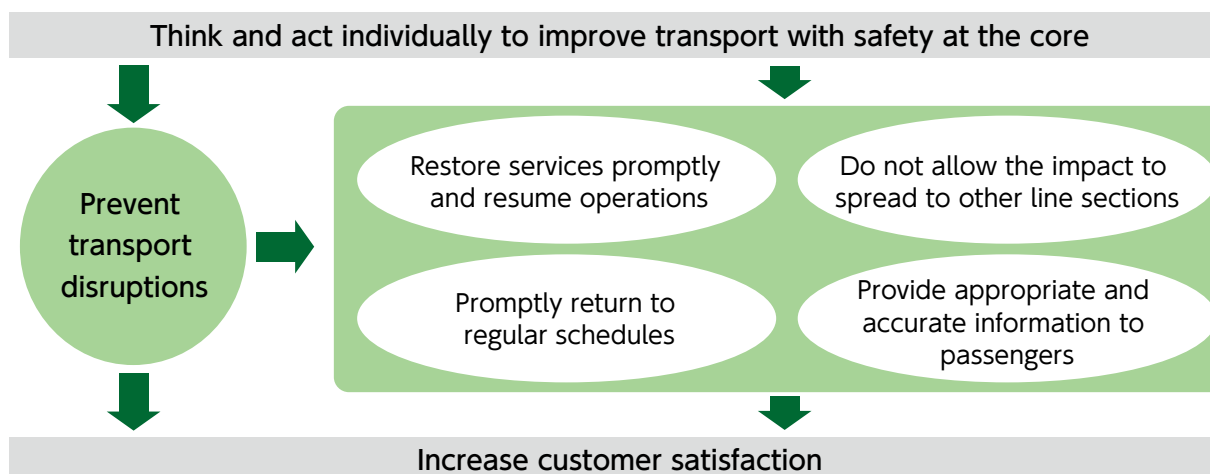 Think and act individually to improve transport with safety at the core
Prevent
transport
disruptions
Restore services promptly
and resume operations
Do not allow the impact to
spread to other line sections
Promptly return to
regular schedules
Provide appropriate and
accurate information to
passengers
Increase customer satisfaction